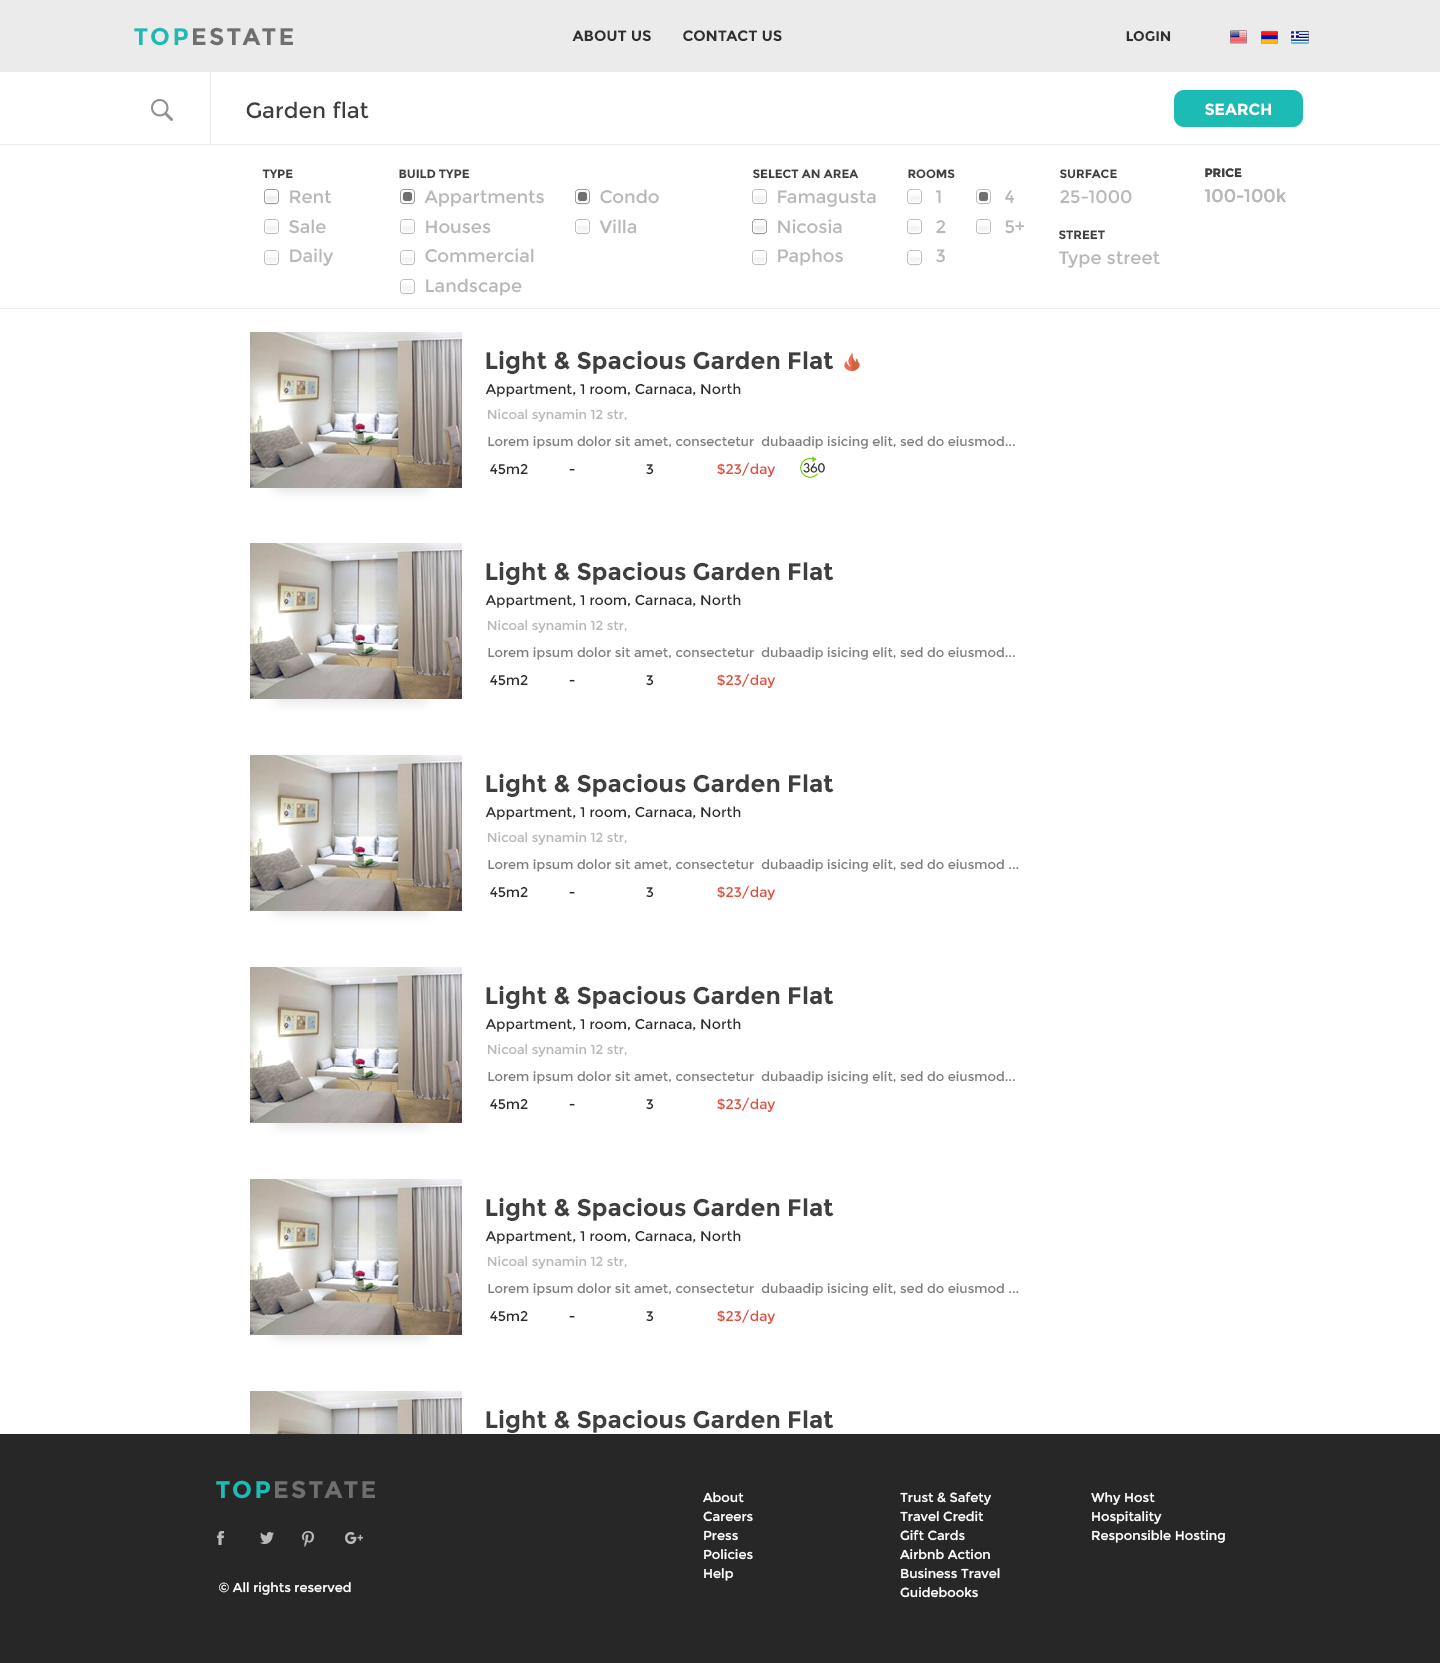 TOPESTATE
ABOUT US CONTACT US
LOGIN
Garden flat
SEARCH
TYPE
Rent
Sale
Daily
BUILD TYPE
Appartments Condo
Houses Villa
Commercial
Landscape
SELECT AN AREA
Famagusta
Nicosia
Paphos
ROOMS
1 4
2 5+
3
SURFACE
25-1000
STREET
Type street
PRICE
100-100k
Light & Spacious Garden Flat
Appartment, 1 room, Carnaca, North
Nicoal synamin 12 str,
Lorem ipsum dolor sit amet, consectetur  dubaadip isicing elit, sed do eiusmod...
45m2 - 3 $23/day 360
Light & Spacious Garden Flat
Appartment, 1 room, Carnaca, North
Nicoal synamin 12 str,
Lorem ipsum dolor sit amet, consectetur  dubaadip isicing elit, sed do eiusmod...
45m2 - 3 $23/day
Light & Spacious Garden Flat
Appartment, 1 room, Carnaca, North
Nicoal synamin 12 str,
Lorem ipsum dolor sit amet, consectetur  dubaadip isicing elit, sed do eiusmod ...
45m2 - 3 $23/day
Light & Spacious Garden Flat
Appartment, 1 room, Carnaca, North
Nicoal synamin 12 str,
Lorem ipsum dolor sit amet, consectetur  dubaadip isicing elit, sed do eiusmod...
45m2 - 3 $23/day
Light & Spacious Garden Flat
Appartment, 1 room, Carnaca, North
Nicoal synamin 12 str,
Lorem ipsum dolor sit amet, consectetur  dubaadip isicing elit, sed do eiusmod ...
45m2 - 3 $23/day
Light & Spacious Garden Flat
TOPESTATE
© All rights reserved
About
Careers
Press
Policies
Help
Trust & Safety
Travel Credit
Gift Cards
Airbnb Action
Business Travel
Guidebooks
Why Host
Hospitality
Responsible Hosting